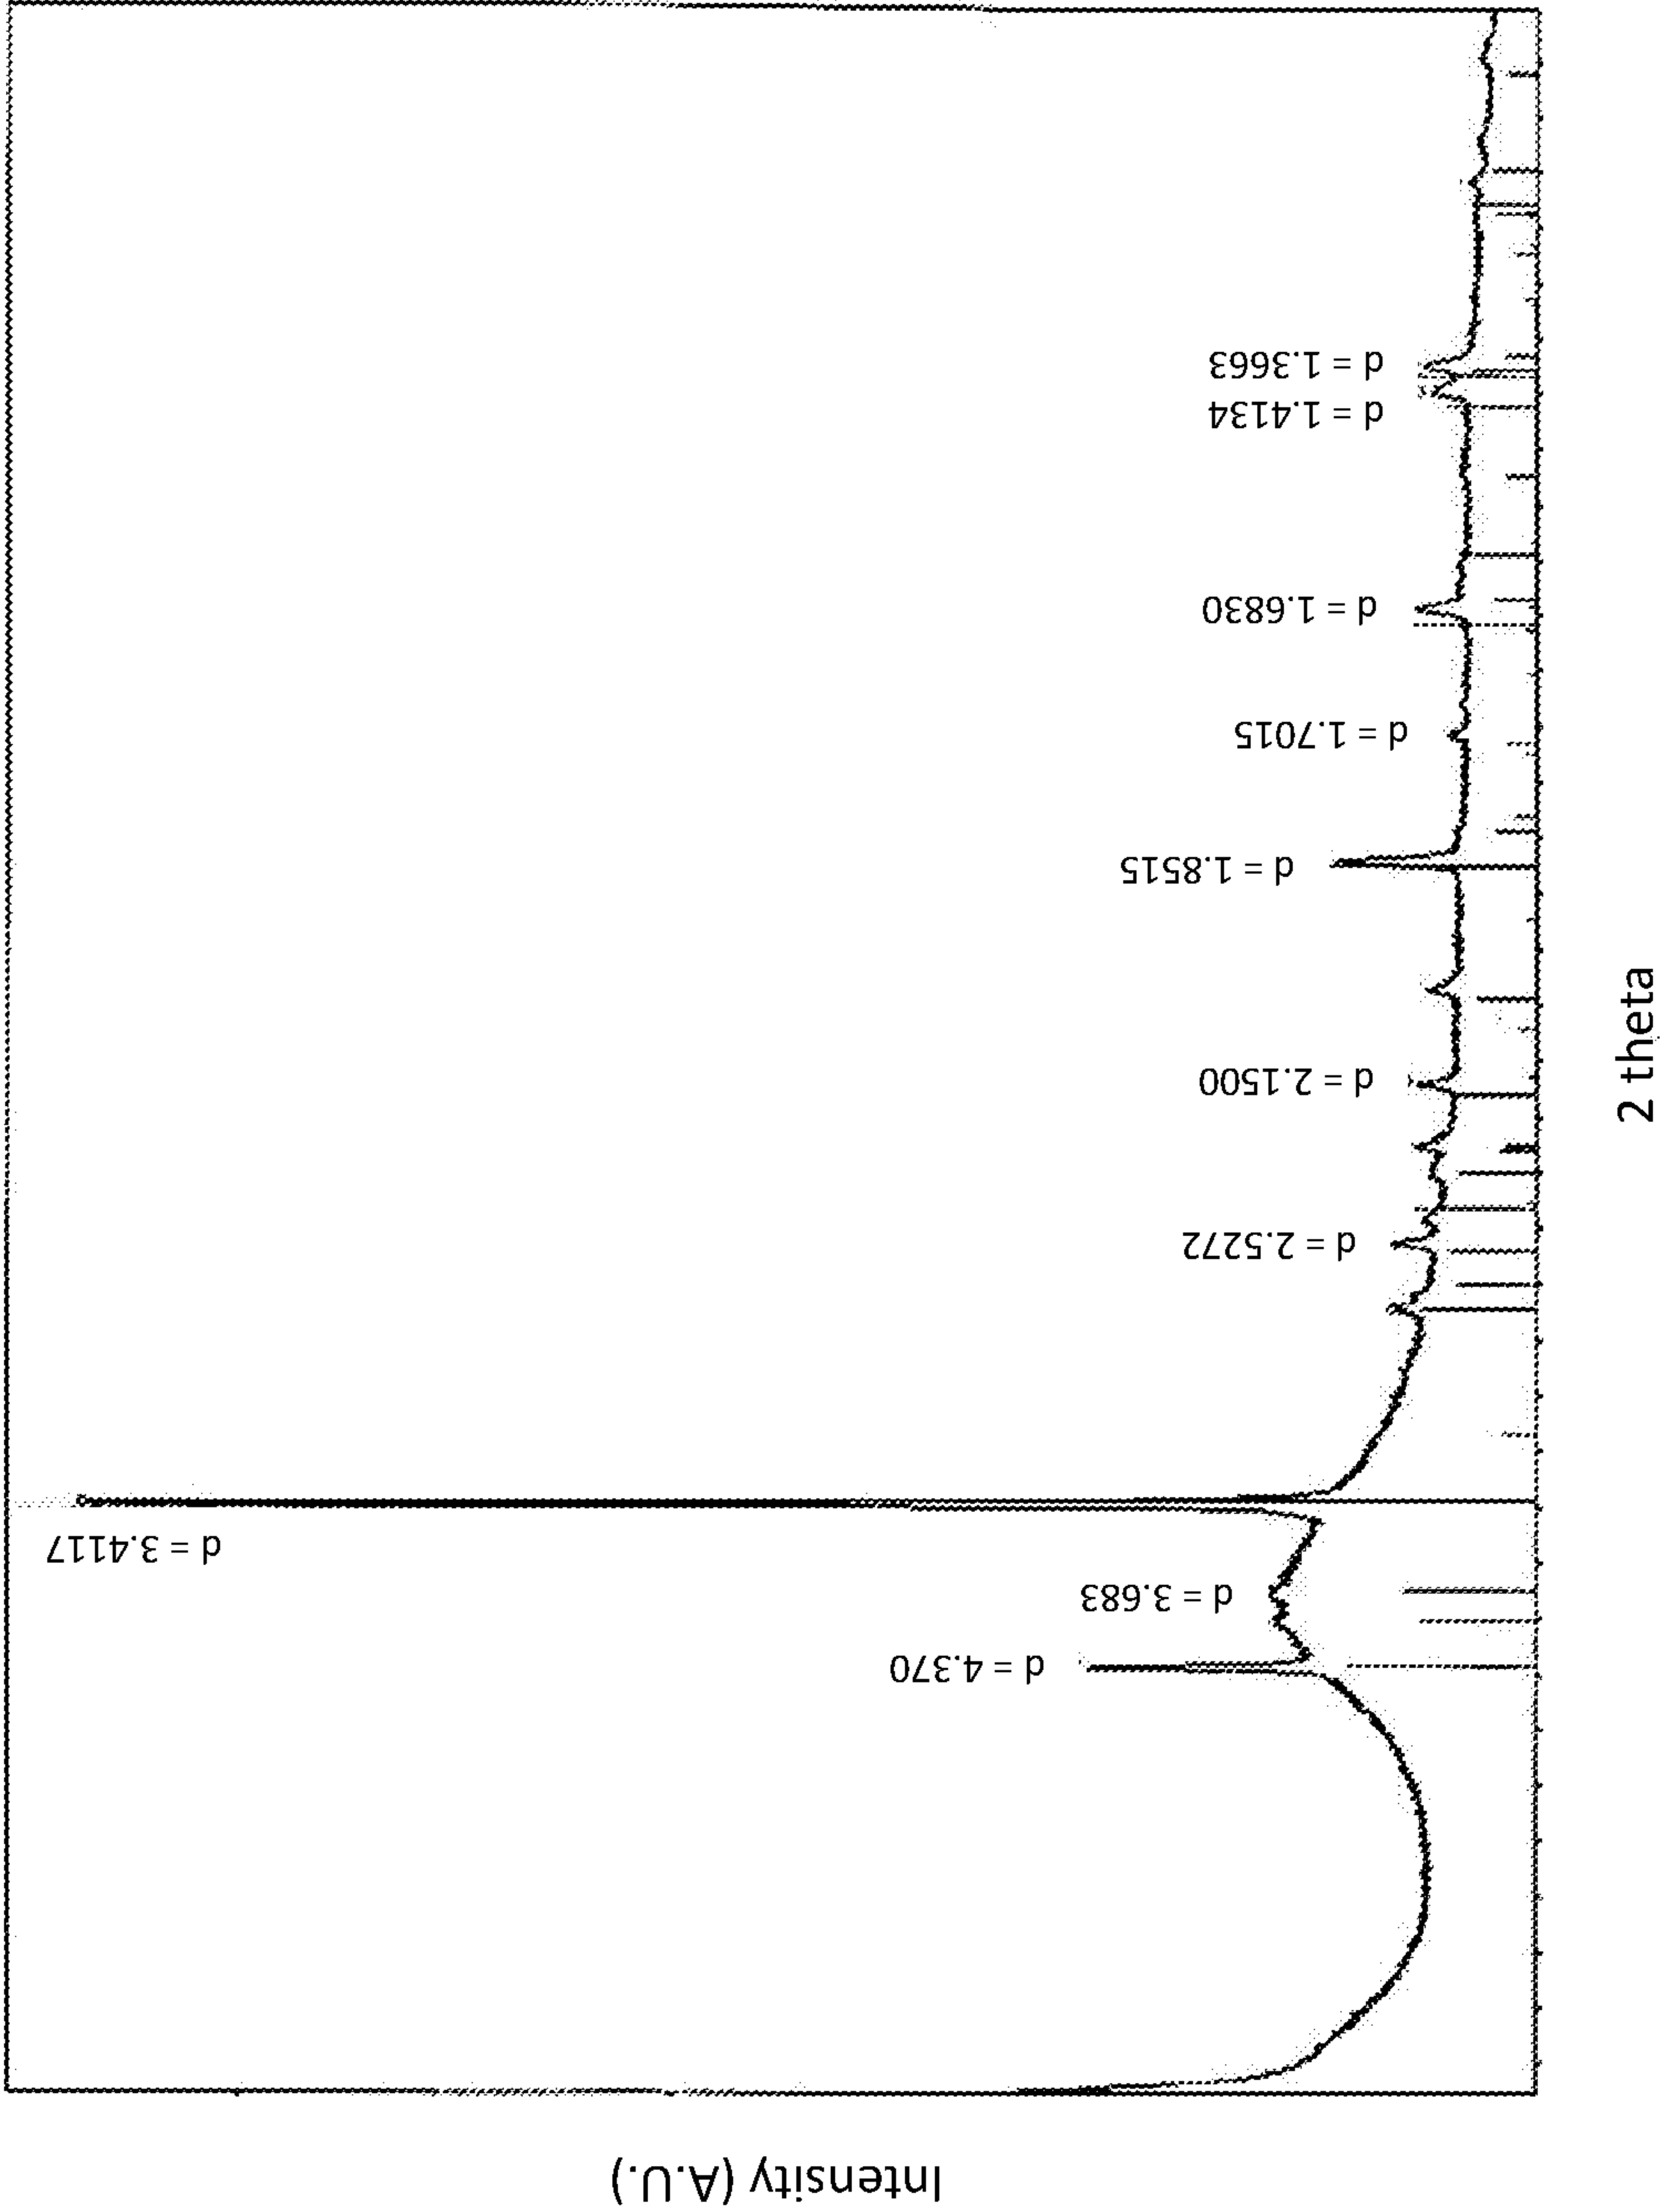 Intensity (A.U.)
d = 4.370
d = 3.683
d = 3.4117
d = 2.5272
d = 2.1500
d = 1.8515
d = 1.7015
d = 1.6830
d = 1.4134
d = 1.3663
2 theta